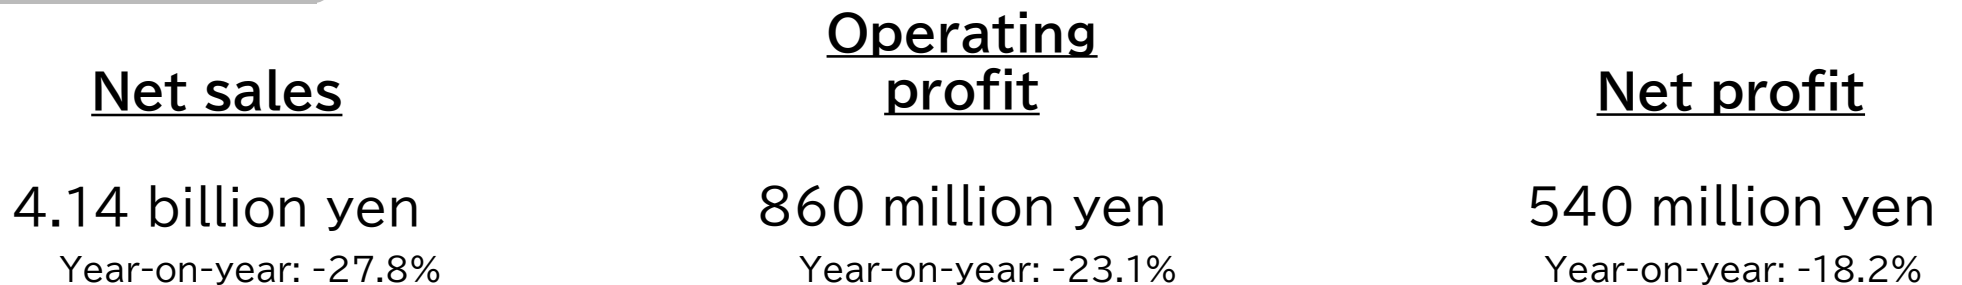 Net sales
4.14 billion yen
Year-on-year: -27.8%
Operating
profit
860 million yen
Year-on-year: -23.1%
Net profit
540 million yen
Year-on-year: -18.2%